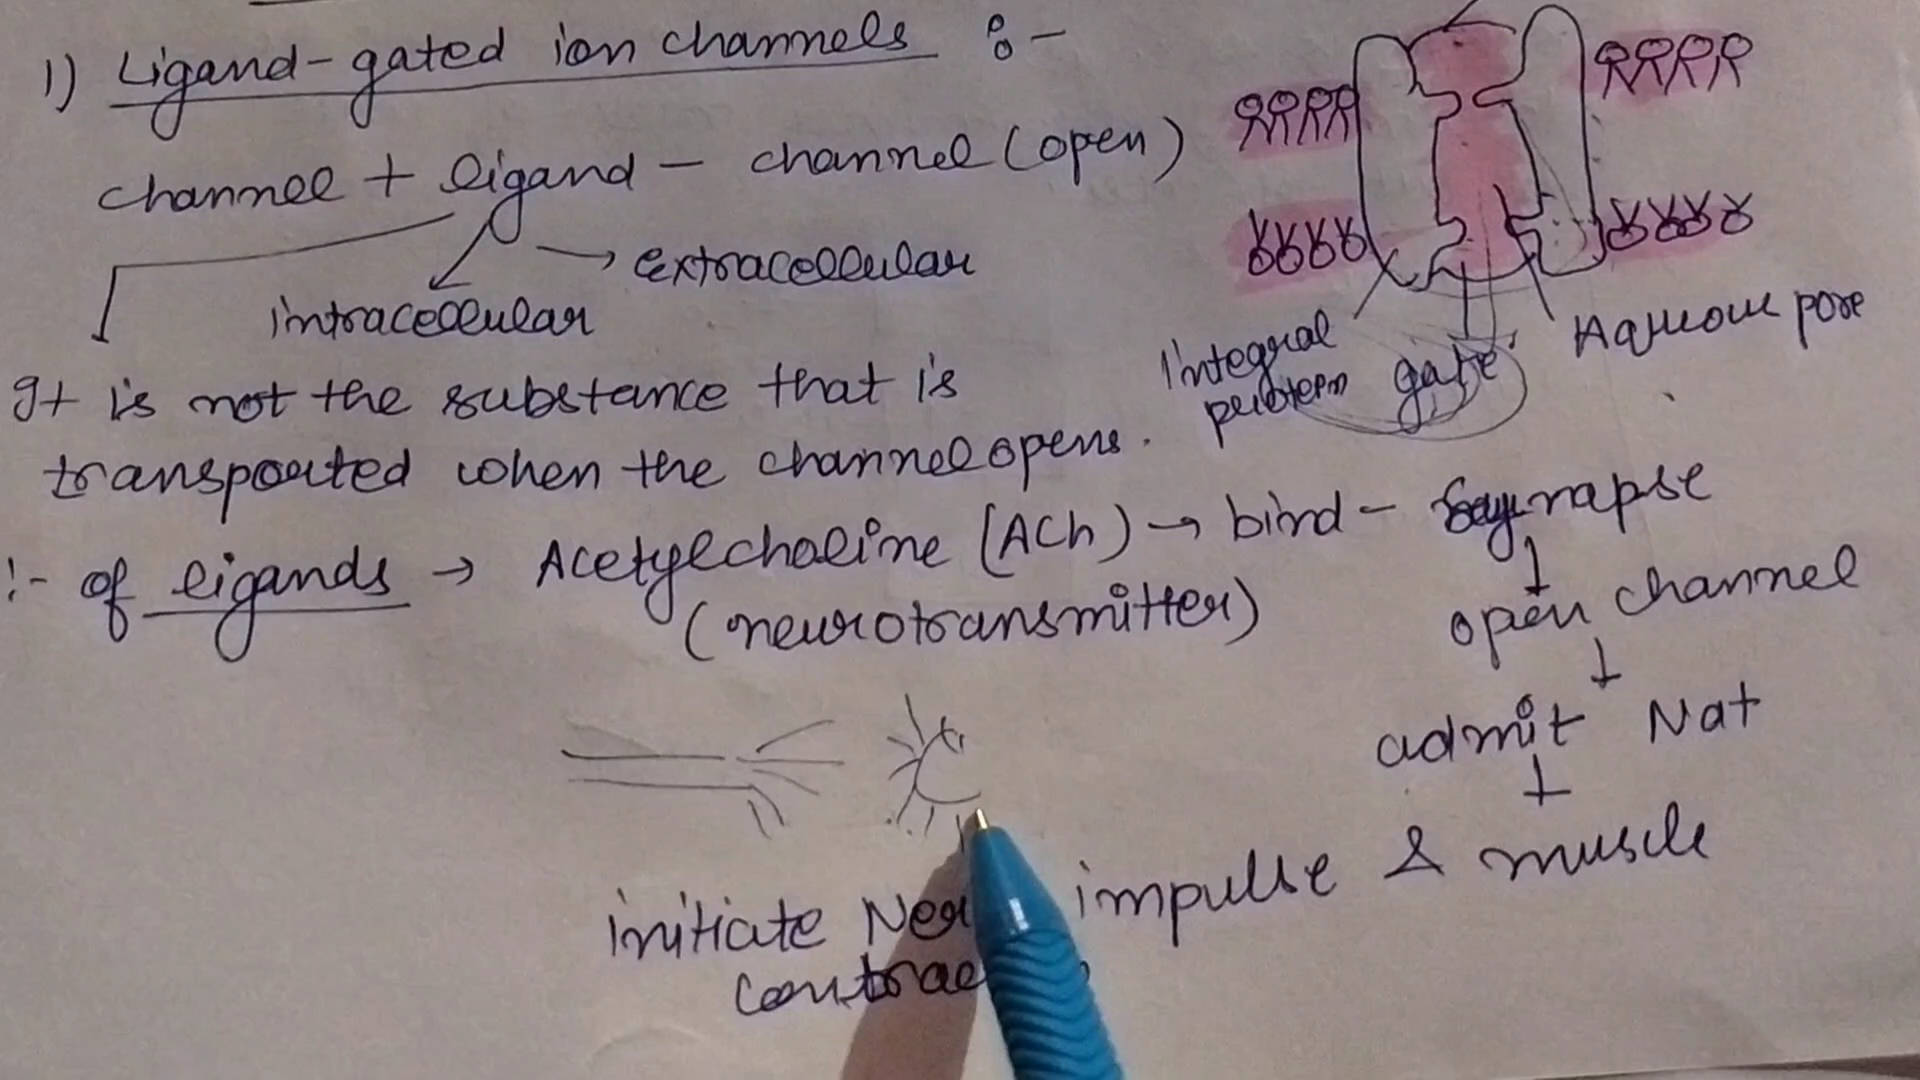 1) Ligand-gated ion channels :-
channel + ligand - channel (open)
extracellular
intracellular
It is not the substance that is
transported when the channel opens.
Integral
protein
gate
Aqueous pore
:- of ligands → Acetylcholine (ACh) → bind - Synapse
(neurotransmitter)
open channel
admit Na+
initiate Ner impulse & muscle
contrac